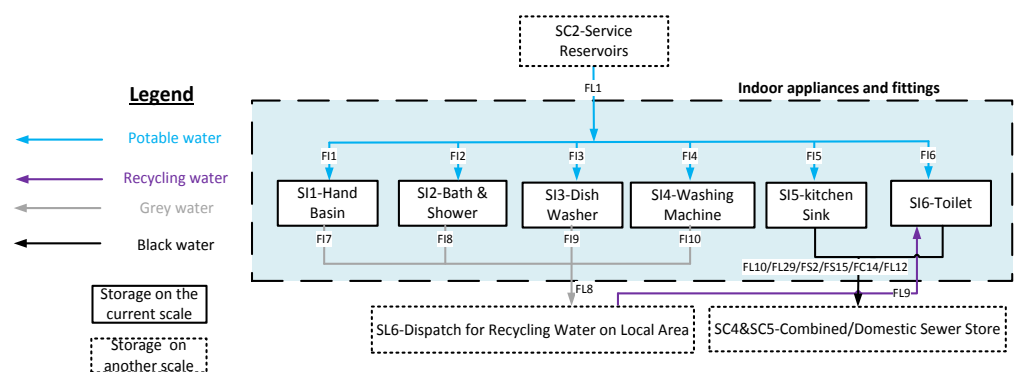 SC2-Service
Reservoirs
FL1
Indoor appliances and fittings
Legend
Potable water
Recycling water
Grey water
Black water
Storage on the
current scale
Storage on
another scale
FI1
FI2
FI3
FI4
FI5
FI6
SI1-Hand
Basin
SI2-Bath &
Shower
SI3-Dish
Washer
SI4-Washing
Machine
SI5-kitchen
Sink
SI6-Toilet
FI7
FI8
FI9
FI10
FL10/FL29/FS2/FS15/FC14/FL12
FL8
FL9
SL6-Dispatch for Recycling Water on Local Area
SC4&SC5-Combined/Domestic Sewer Store